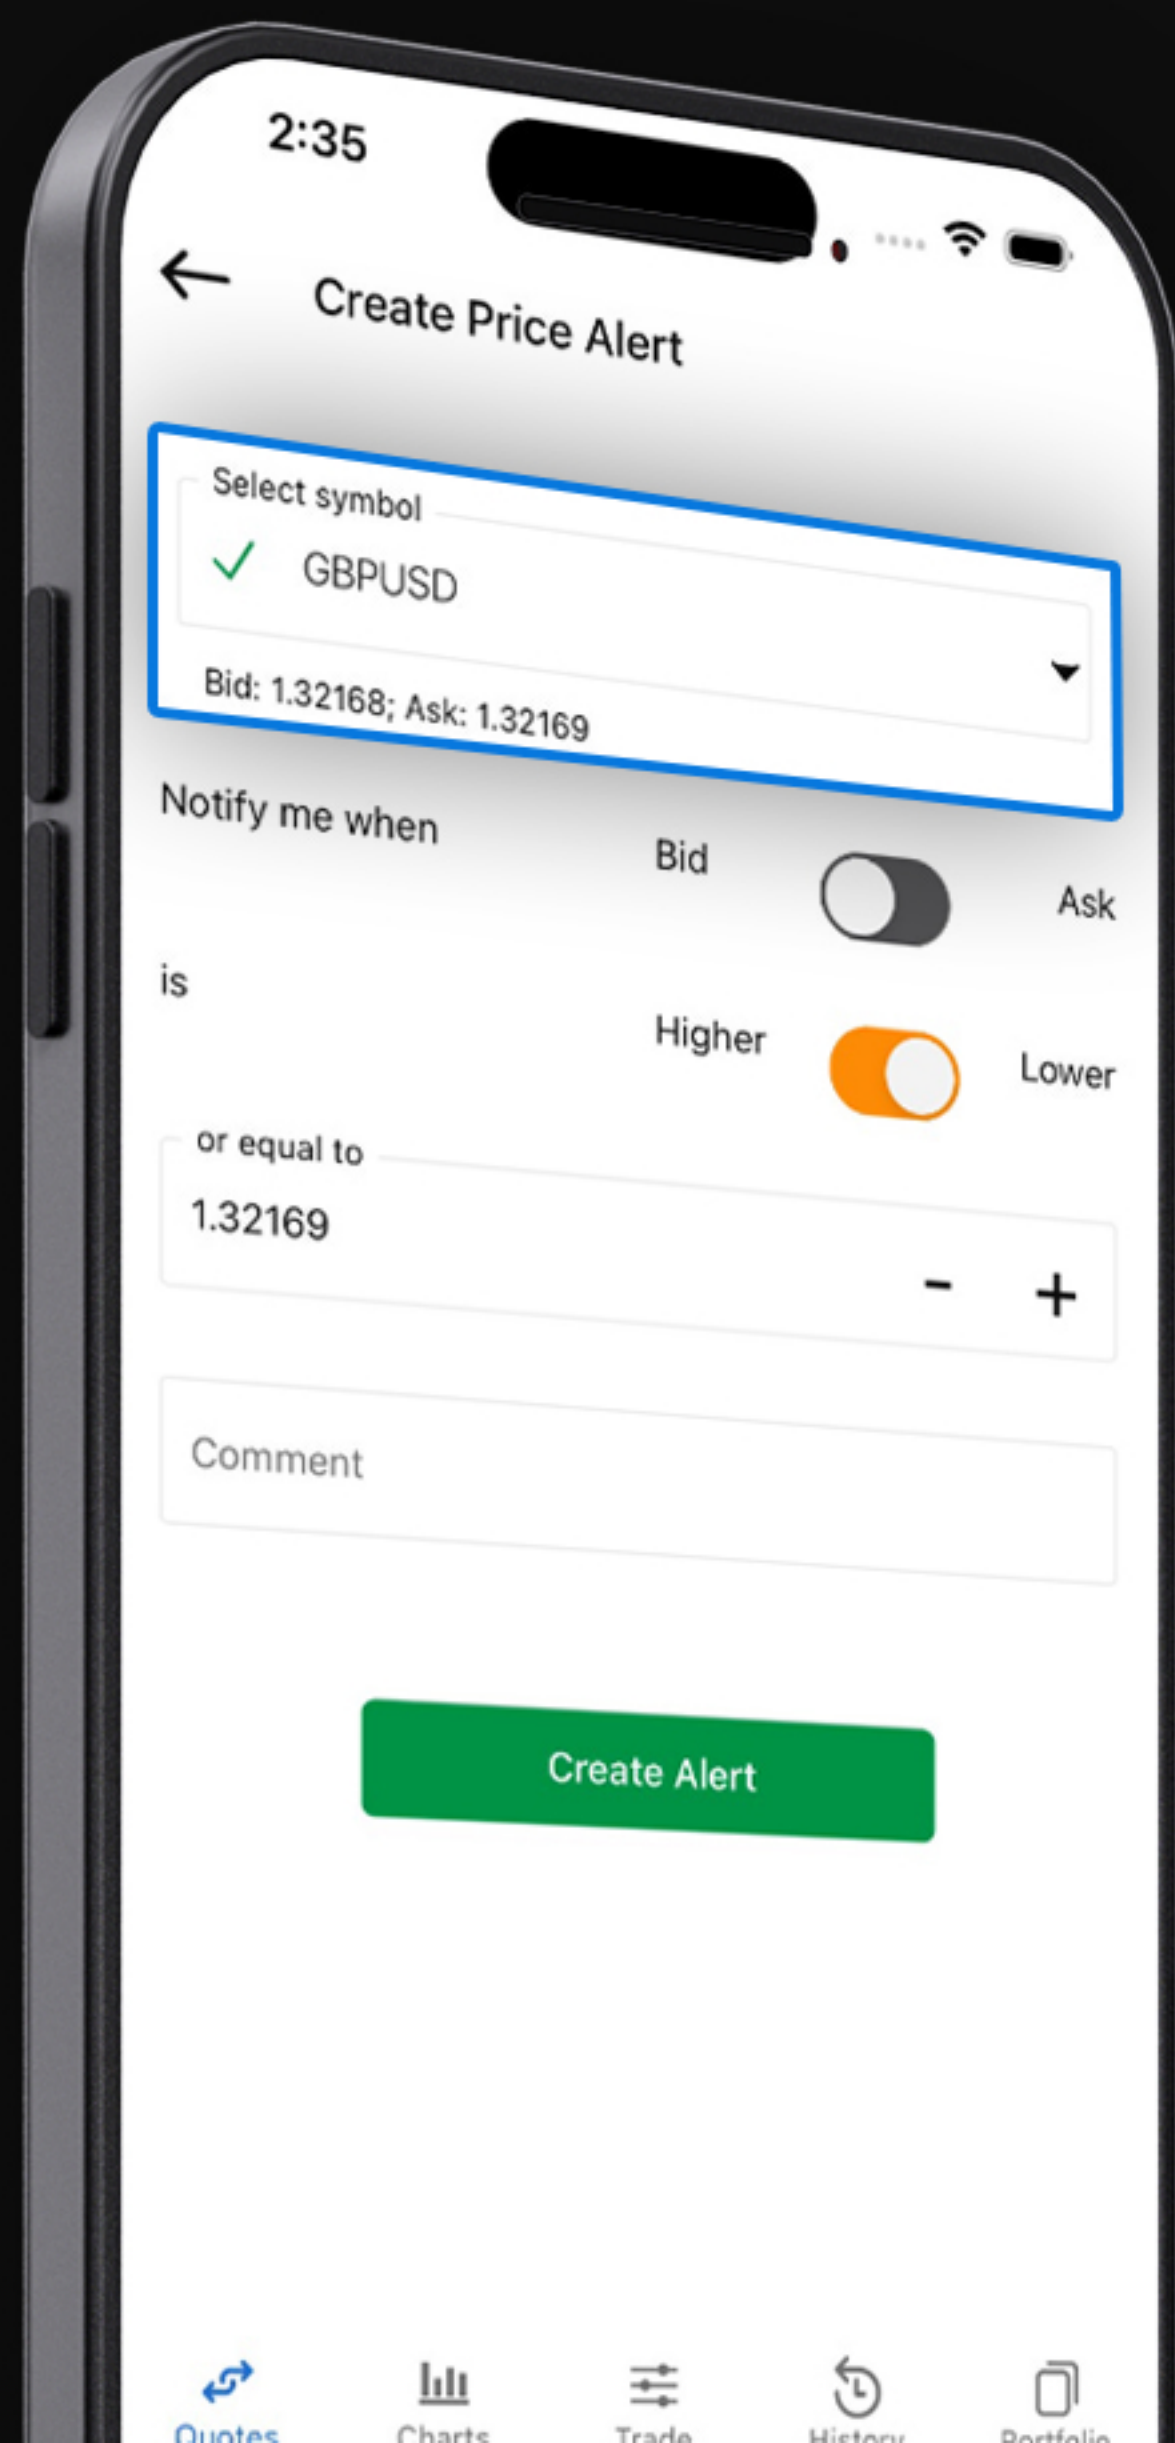 2:35
Create Price Alert
Select symbol
GBPUSD
Bid: 1.32168; Ask: 1.32169
Notify me when
Bid
Ask
is
Higher
Lower
or equal to
1.32169
- +
Comment
Create Alert
Quotes
Charts
Trade
History
Portfolio